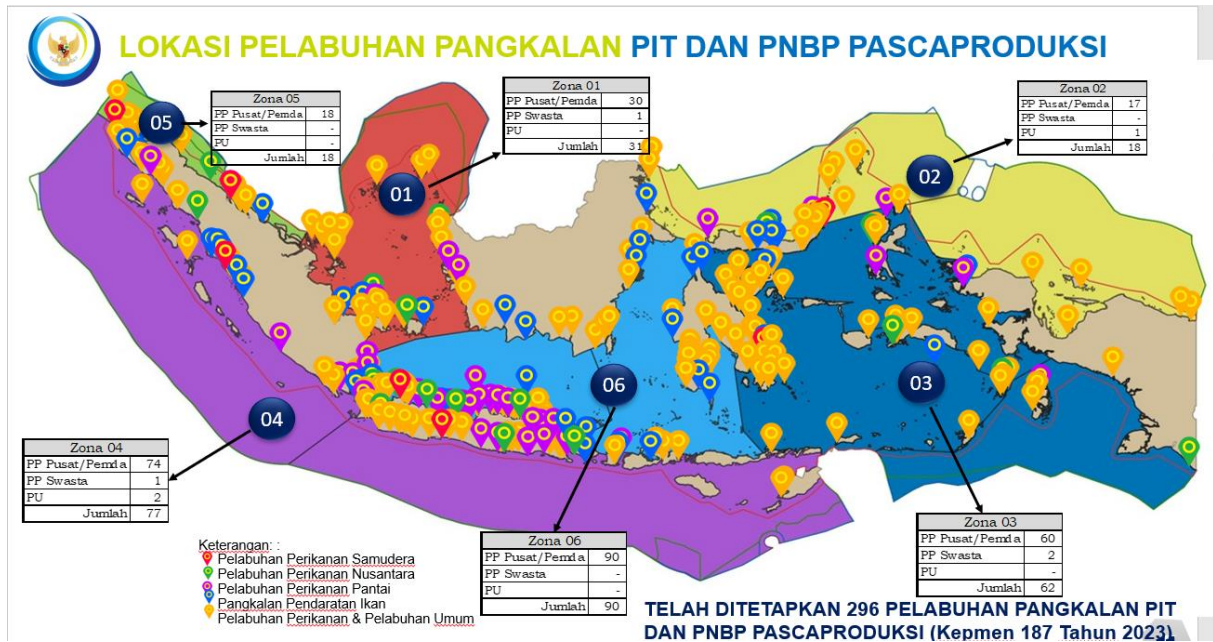 LOKASI PELABUHAN PANGKALAN PIT DAN PNBP PASCAPRODUKSI
Zona 05
PP Pusat/Pemda 18
PP Swasta -
PU -
Jumlah 18
Zona 01
PP Pusat/Pemda 30
PP Swasta 1
PU -
Jumlah 31
Zona 02
PP Pusat/Pemda 17
PP Swasta -
PU 1
Jumlah 18
05
01
02
06
03
04
Zona 04
PP Pusat/Pemda 74
PP Swasta 1
PU 2
Jumlah 77
Keterangan: :
Pelabuhan Perikanan Samudera
Pelabuhan Perikanan Nusantara
Pelabuhan Perikanan Pantai
Pangkalan Pendaratan Ikan
Pelabuhan Perikanan & Pelabuhan Umum
Zona 06
PP Pusat/Pemda 90
PP Swasta -
PU -
Jumlah 90
Zona 03
PP Pusat/Pemda 60
PP Swasta 2
PU -
Jumlah 62
TELAH DITETAPKAN 296 PELABUHAN PANGKALAN PIT
DAN PNBP PASCAPRODUKSI (Kepmen 187 Tahun 2023)